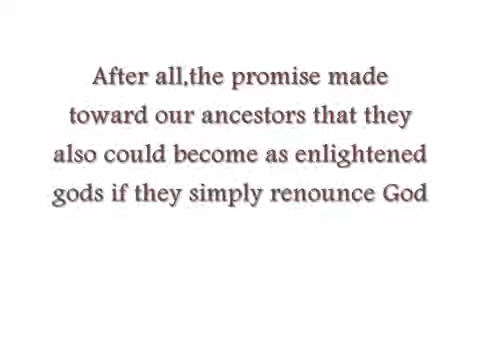 After all,the promise made
toward our ancestors that they
also could become as enlightened
gods if they simply renounce God